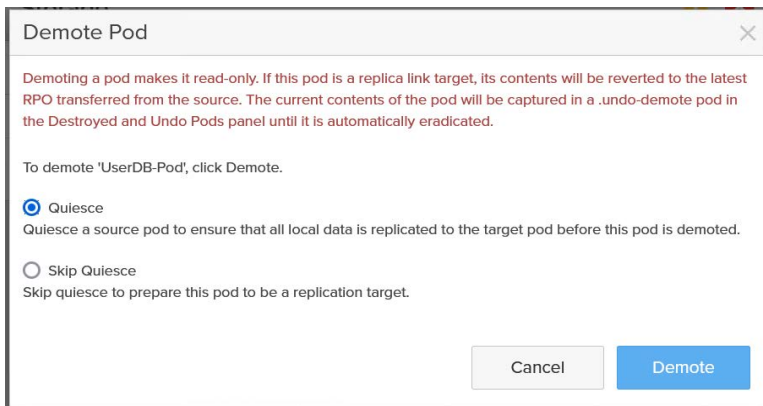 Demote Pod
Demoting a pod makes it read-only. If this pod is a replica link target, its contents will be reverted to the latest
RPO transferred from the source. The current contents of the pod will be captured in a .undo-demote pod in
the Destroyed and Undo Pods panel until it is automatically eradicated.
To demote 'UserDB-Pod', click Demote.
Quiesce
Quiesce a source pod to ensure that all local data is replicated to the target pod before this pod is demoted.
Skip Quiesce
Skip quiesce to prepare this pod to be a replication target.
Cancel Demote